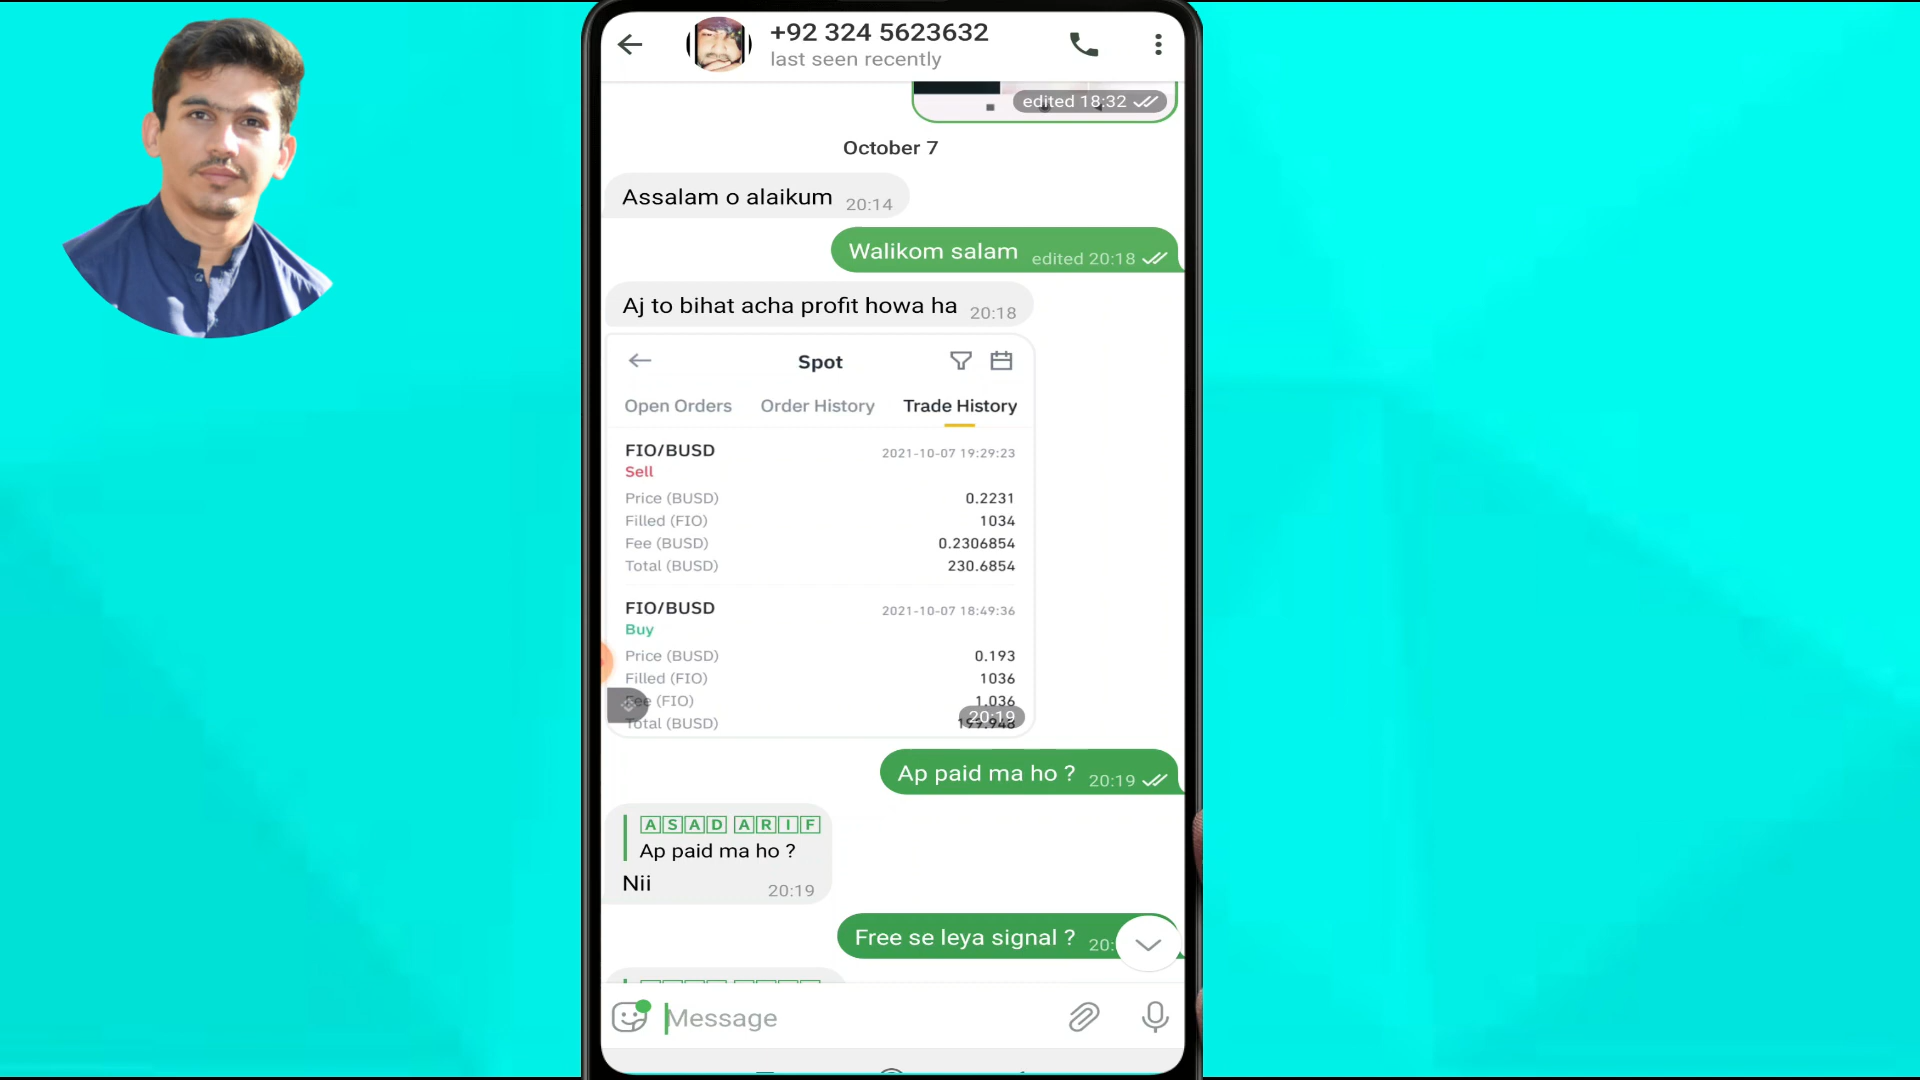 +92 324 5623632
last seen recently
edited 18:32
October 7
Assalam o alaikum 20:14
Walikom salam edited 20:18
Aj to bihat acha profit howa ha 20:18
Spot
Open Orders Order History Trade History
FIO/BUSD 2021-10-07 19:29:23
Sell
Price (BUSD) 0.2231
Filled (FIO) 1034
Fee (BUSD) 0.2306854
Total (BUSD) 230.6854
FIO/BUSD 2021-10-07 18:49:36
Buy
Price (BUSD) 0.193
Filled (FIO) 1036
Fee (FIO) 1.036
20:19
Total (BUSD) 199.948
Ap paid ma ho ? 20:19
ASAD ARIF
Ap paid ma ho ?
Nii 20:19
Free se leya signal ? 20:
Message